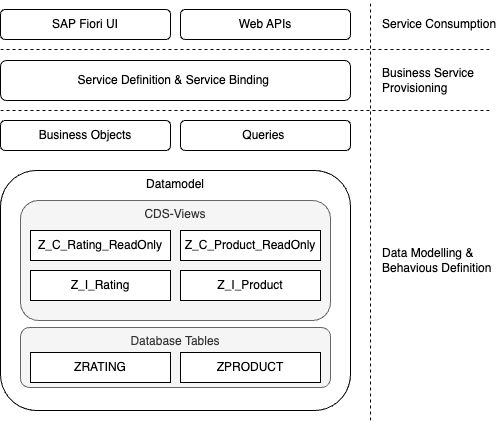 SAP Fiori UI
Web APIs
Service Consumption
Service Definition & Service Binding
Business Service
Provisioning
Business Objects
Queries
Datamodel
CDS-Views
Z_C_Rating_ReadOnly
Z_C_Product_ReadOnly
Z_I_Rating
Z_I_Product
Data Modelling &
Behavious Definition
Database Tables
ZRATING
ZPRODUCT